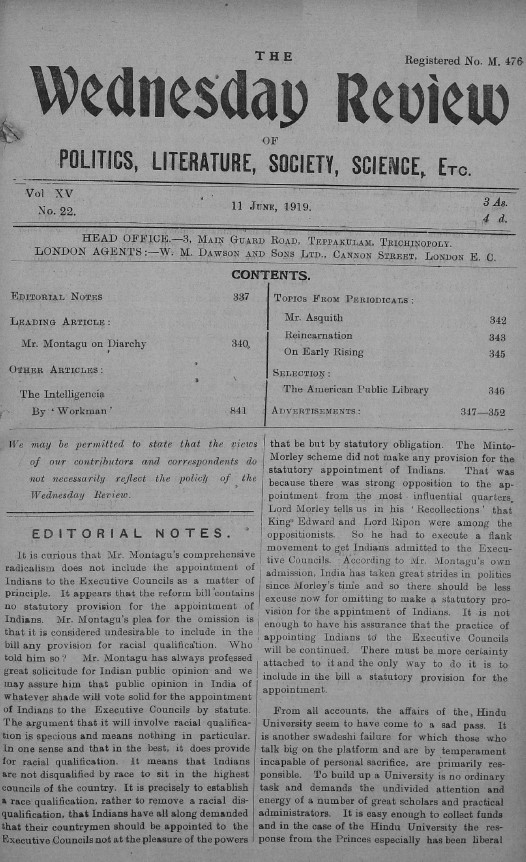 THE
Registered No. M. 476
Wednesday Review
OF
POLITICS, LITERATURE, SOCIETY, SCIENCE, ETC.
Vol XV
No. 22.
11 JUNE, 1919.
3 As.
4 d.
HEAD OFFICE.—3, MAIN GUARD ROAD, TEPPAKULAM, TRICHINOPOLY.
LONDON AGENTS:—W. M. DAWSON AND SONS LTD., CANNON STREET, LONDON E. C.
CONTENTS.
EDITORIAL NOTES 337
LEADING ARTICLE:
Mr. Montagu on Diarchy 340
OTHER ARTICLES:
The Intelligencia
By 'Workman' 841
TOPICS FROM PERIODICALS:
Mr. Asquith 342
Reincarnation 343
On Early Rising 345
SELECTION:
The American Public Library 346
ADVERTISEMENTS: 347—352
We may be permitted to state that the views
of our contributors and correspondents do
not necessarily reflect the policy of the
Wednesday Review.
EDITORIAL NOTES.
It is curious that Mr. Montagu's comprehensive
radicalism does not include the appointment of
Indians to the Executive Councils as a matter of
principle. It appears that the reform bill contains
no statutory provision for the appointment of
Indians. Mr. Montagu's plea for the omission is
that it is considered undesirable to include in the
bill any provision for racial qualification. Who
told him so? Mr. Montagu has always professed
great solicitude for Indian public opinion and we
may assure him that public opinion in India of
whatever shade will vote solid for the appointment
of Indians to the Executive Councils by statute.
The argument that it will involve racial qualifica-
tion is specious and means nothing in particular.
In one sense and that in the best, it does provide
for racial qualification. It means that Indians
are not disqualified by race to sit in the highest
councils of the country. It is precisely to establish
a race qualification, rather to remove a racial dis-
qualification, that Indians have all along demanded
that their countrymen should be appointed to the
Executive Councils not at the pleasure of the powers
that be but by statutory obligation. The Minto-
Morley scheme did not make any provision for the
statutory appointment of Indians. That was
because there was strong opposition to the ap-
pointment from the most influential quarters.
Lord Morley tells us in his 'Recollections' that
King Edward and Lord Ripon were among the
oppositionists. So he had to execute a flank
movement to get Indians admitted to the Execu-
tive Councils. According to Mr. Montagu's own
admission, India has taken great strides in politics
since Morley's time and so there should be less
excuse now for omitting to make a statutory pro-
vision for the appintment of Indians. It is not
enough to have his assurance that the practice of
appointing Indians to the Executive Councils
will be continued. There must be more certainty
attached to it and the only way to do it is to
include in the bill a statutory provision for the
appointment.
From all accounts, the affairs of the Hindu
University seem to have come to a sad pass. It
is another swadeshi failure for which those who
talk big on the platform and are by temperament
incapable of personal sacrifice, are primarily res-
ponsible. To build up a University is no ordinary
task and demands the undivided attention and
energy of a number of great scholars and practical
administrators. It is easy enough to collect funds
and in the case of the Hindu University the res-
ponse from the Princes especially has been liberal